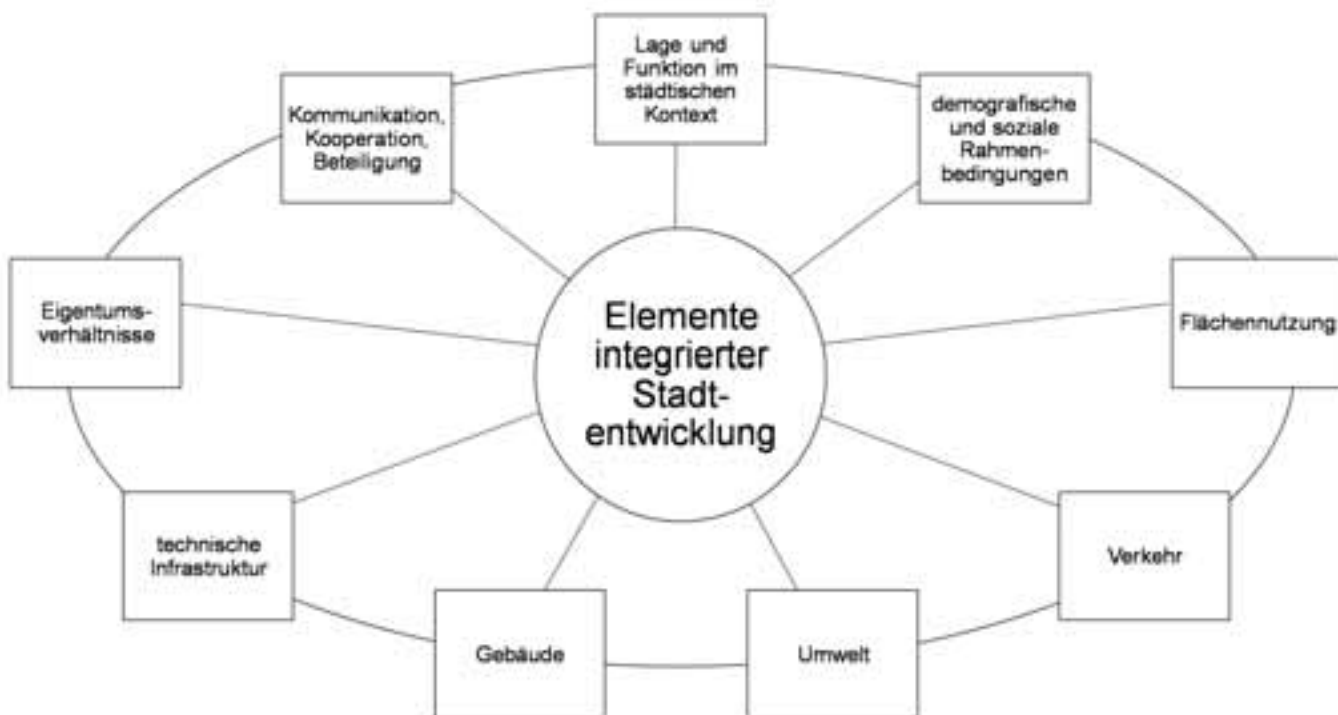 Lage und
Funktion im
städtischen
Kontext
demografische
und soziale
Rahmen-
bedingungen
Flächennutzung
Verkehr
Umwelt
Gebäude
technische
Infrastruktur
Eigentums-
verhältnisse
Kommunikation,
Kooperation,
Beteiligung
Elemente
integrierter
Stadt-
entwicklung